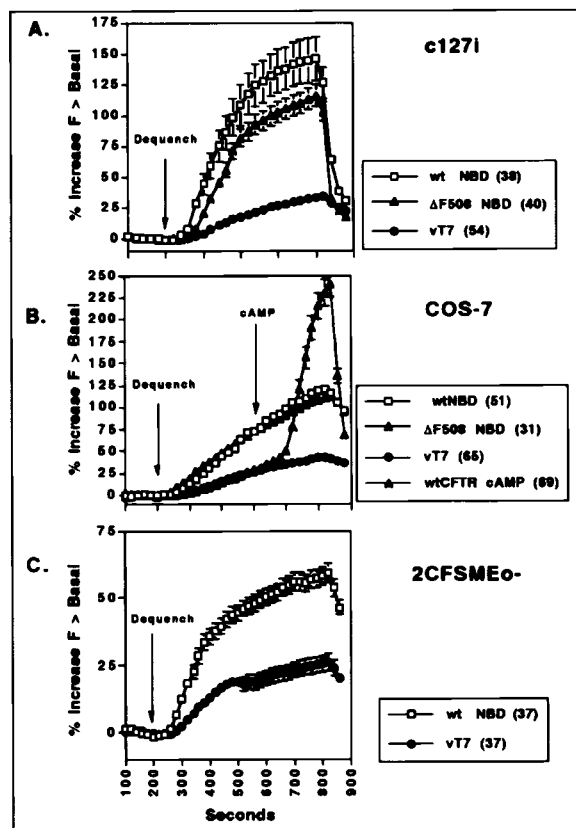 A.
c127i
% Increase F > Basal
175
150
125
100
75
50
25
0
Dequench
wt NBD (38)
ΔF508 NBD (40)
vT7 (54)
B.
COS-7
% Increase F > Basal
250
225
200
175
150
125
100
75
50
25
0
Dequench
cAMP
wtNBD (51)
ΔF508 NBD (31)
vT7 (65)
wtCFTR cAMP (69)
C.
2CFSMEo-
% Increase F > Basal
75
50
25
0
Dequench
wt NBD (37)
vT7 (37)
100 200 300 400 500 600 700 800 900
Seconds